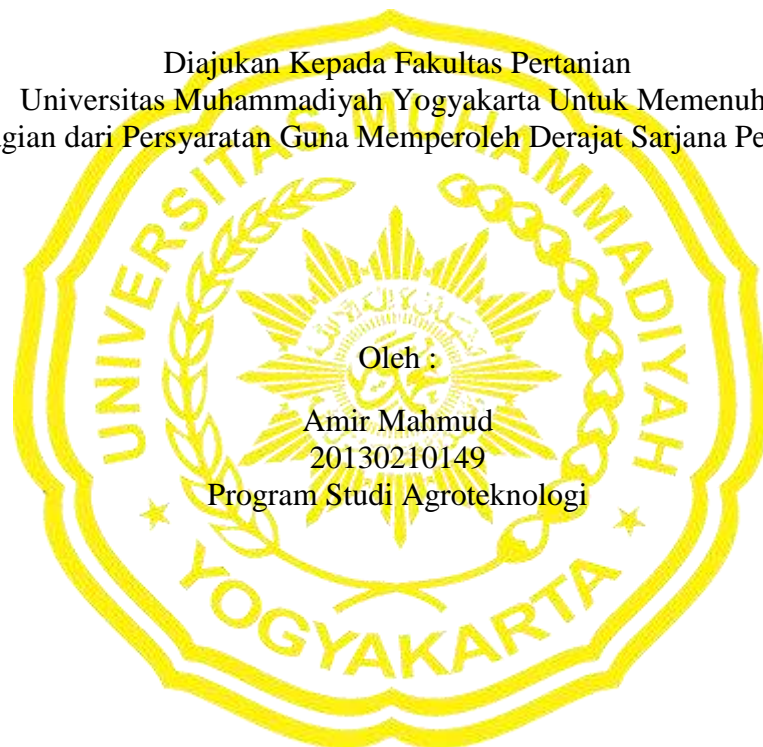 Diajukan Kepada Fakultas Pertanian
Universitas Muhammadiyah Yogyakarta Untuk Memenuh
gian dari Persyaratan Guna Memperoleh Derajat Sarjana Pe
Oleh :
Amir Mahmud
20130210149
Program Studi Agroteknologi
UNIVERSITAS MUHAMMADIYAH
YOGYAKARTA